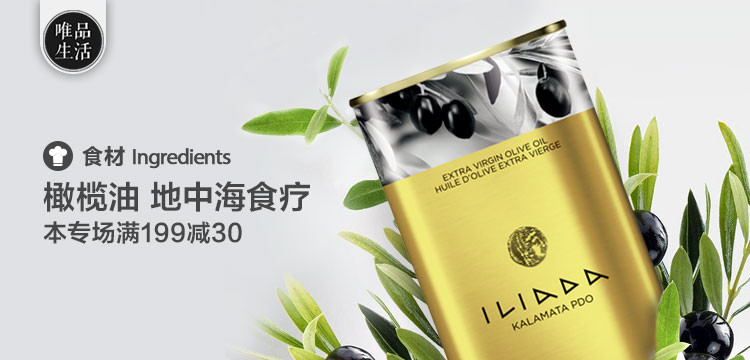 唯品
生活
食材 Ingredients
橄榄油 地中海食疗
本专场满199减30
EXTRA VIRGIN OLIVE OIL
HUILE D'OLIVE EXTRA VIERGE
ILIADA
KALAMATA PDO